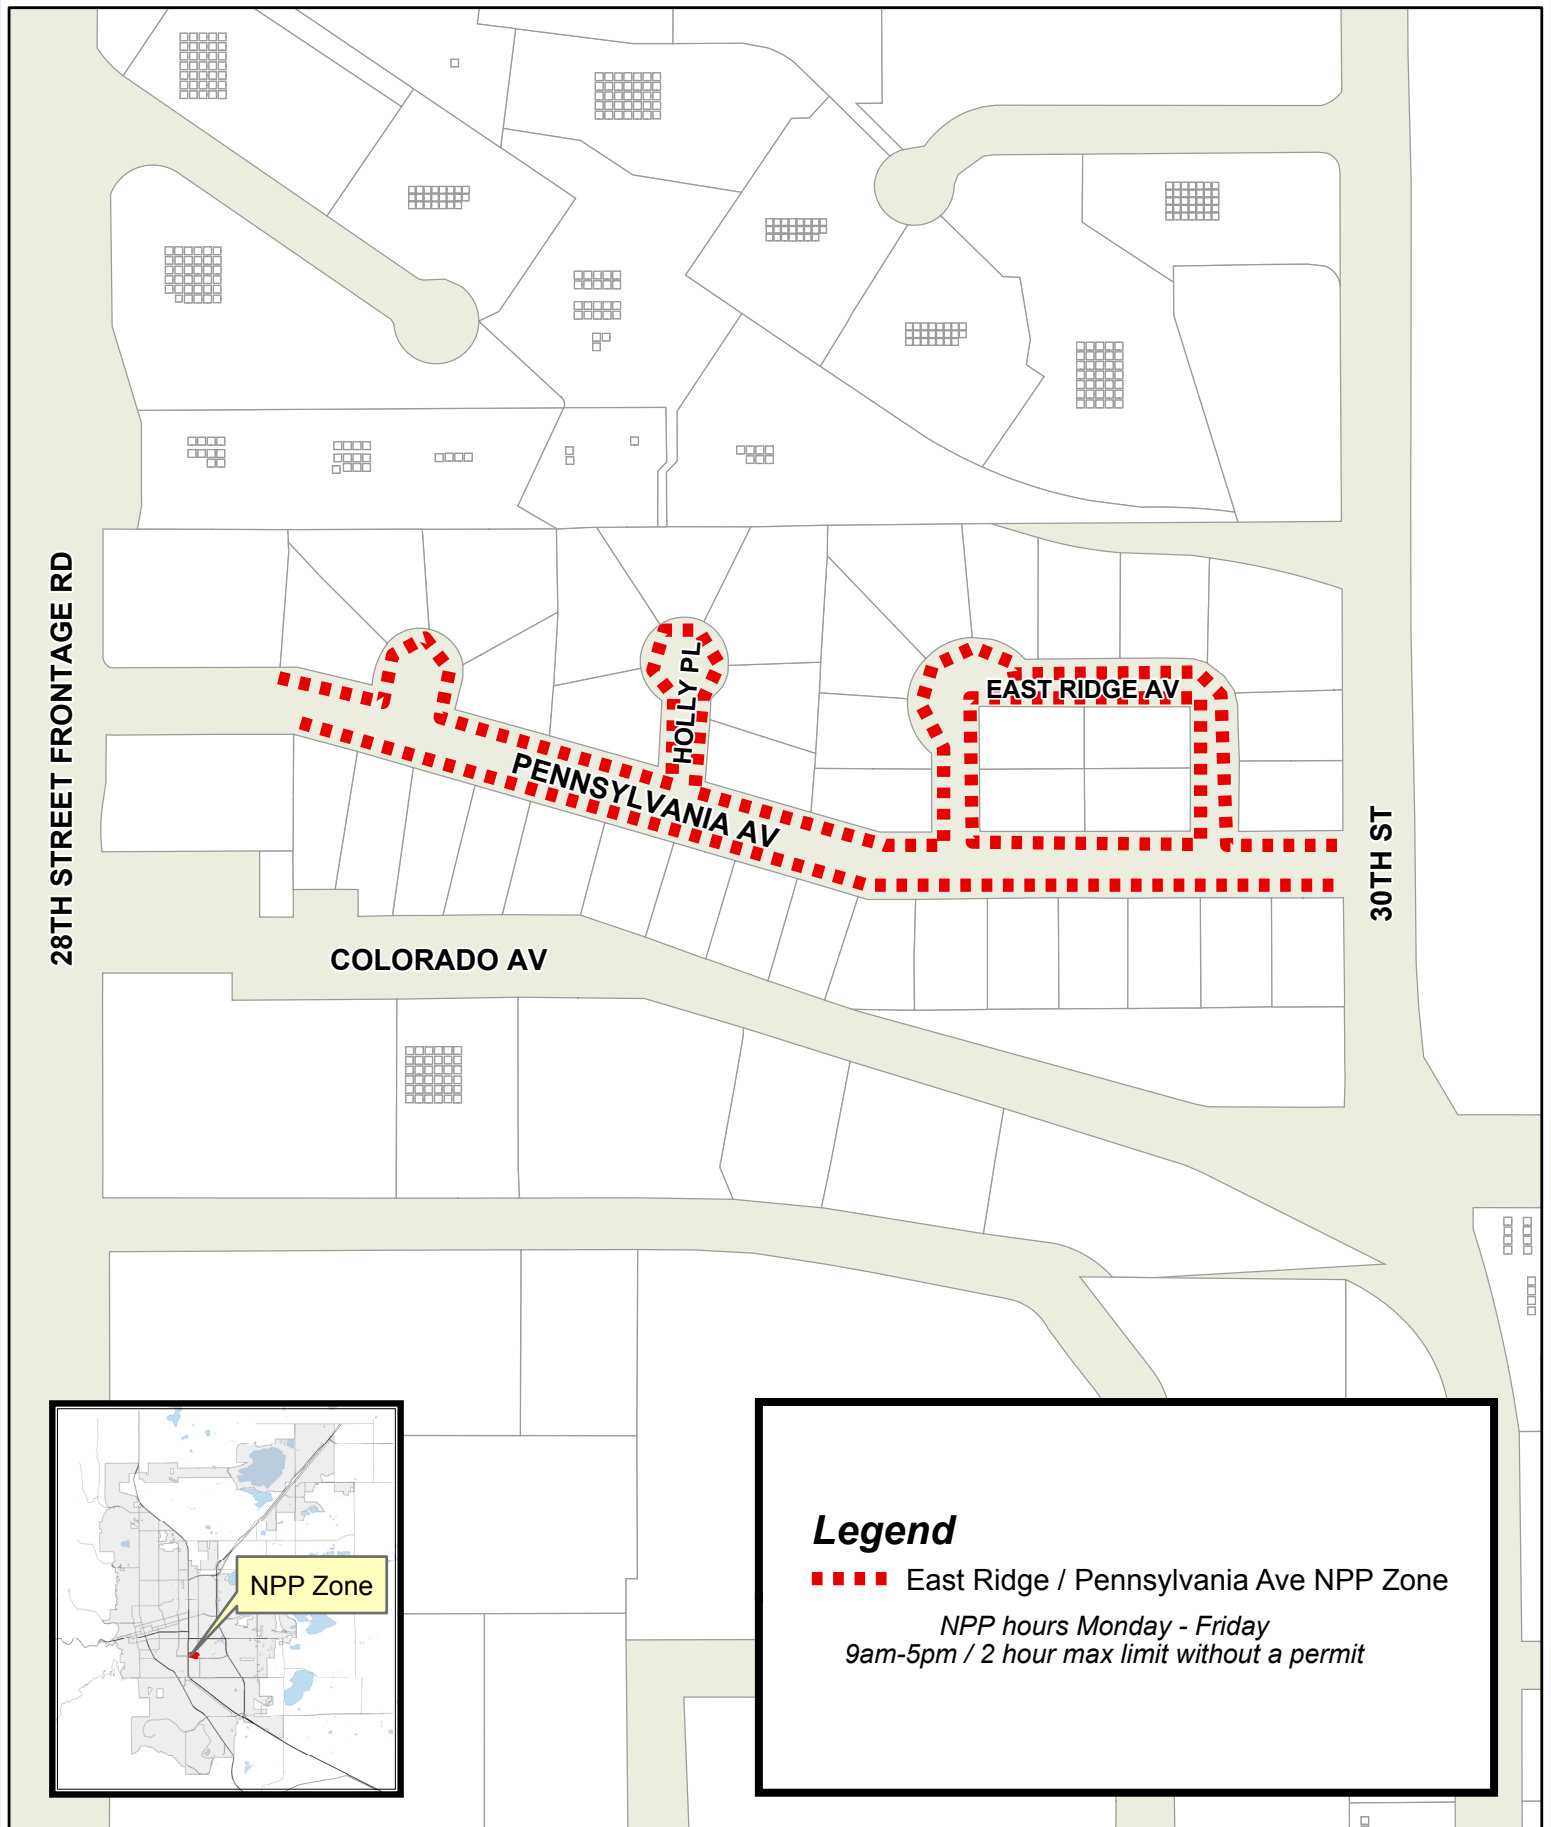 28TH STREET FRONTAGE RD
HOLLY PL
EAST RIDGE AV
PENNSYLVANIA AV
30TH ST
COLORADO AV
NPP Zone
Legend
East Ridge / Pennsylvania Ave NPP Zone
NPP hours Monday - Friday
9am-5pm / 2 hour max limit without a permit